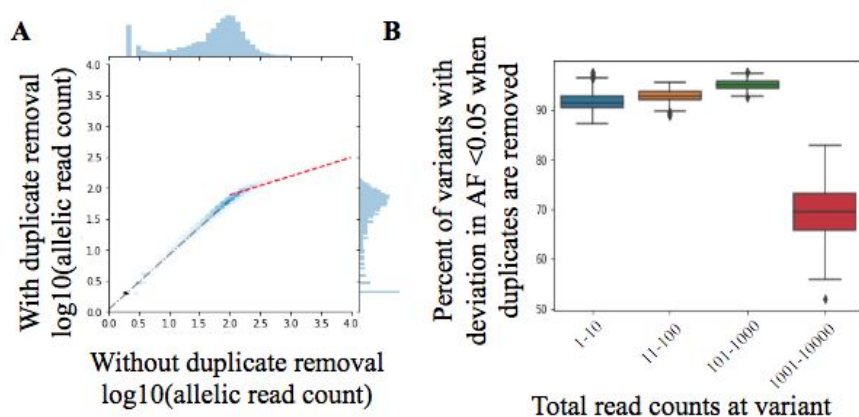 A
With duplicate removal
log10(allelic read count)
4.0
3.5
3.0
2.5
2.0
1.5
1.0
0.5
0.0
0.0 0.5 1.0 1.5 2.0 2.5 3.0 3.5 4.0
Without duplicate removal
log10(allelic read count)
B
Percent of variants with
deviation in AF <0.05 when
duplicates are removed
90
80
70
60
50
1-10 11-100 101-1000 1001-10000
Total read counts at variant